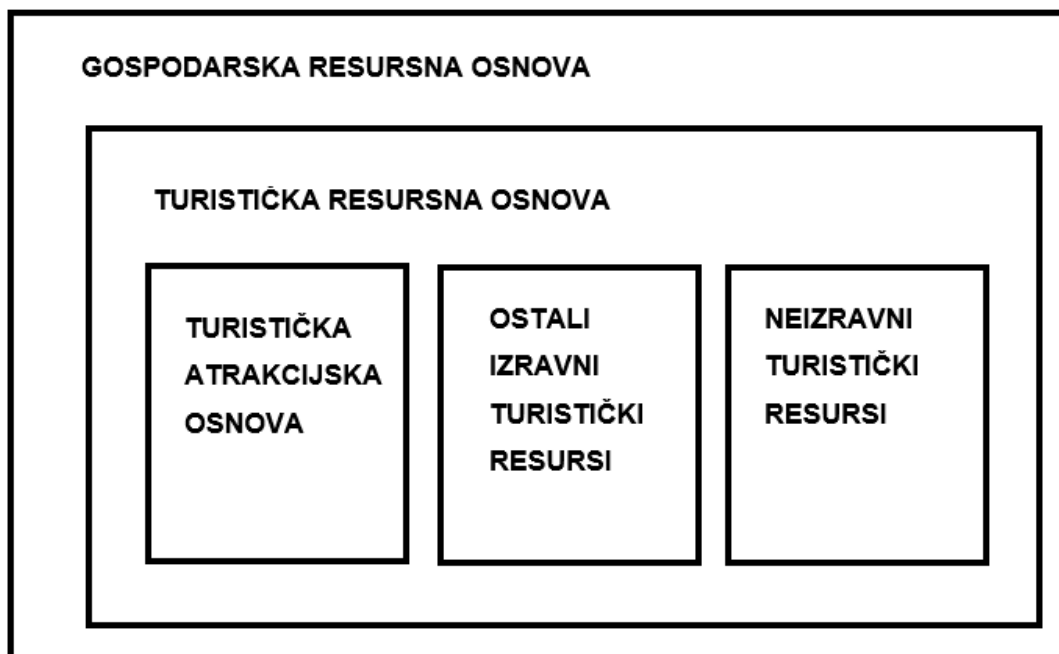 GOSPODARSKA RESURSNA OSNOVA
TURISTIČKA RESURSNA OSNOVA
TURISTIČKA
ATRAKCIJSKA
OSNOVA
OSTALI
IZRAVNI
TURISTIČKI
RESURSI
NEIZRAVNI
TURISTIČKI
RESURSI